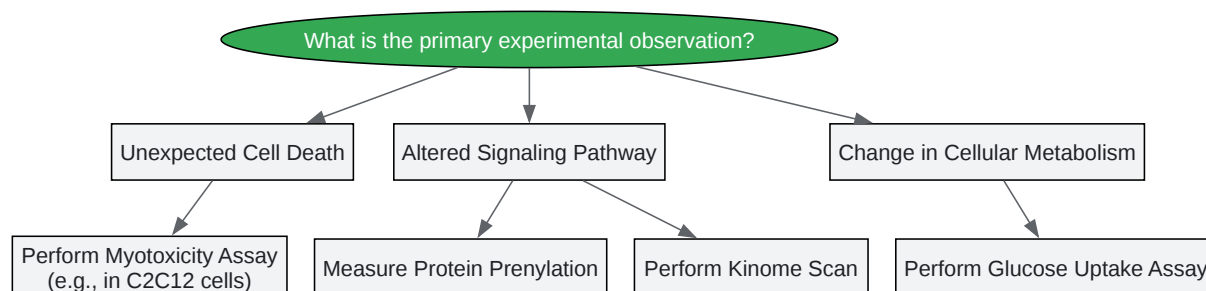 What is the primary experimental observation?
Unexpected Cell Death
Altered Signaling Pathway
Change in Cellular Metabolism
Perform Myotoxicity Assay
(e.g., in C2C12 cells)
Measure Protein Prenylation
Perform Kinome Scan
Perform Glucose Uptake Assay